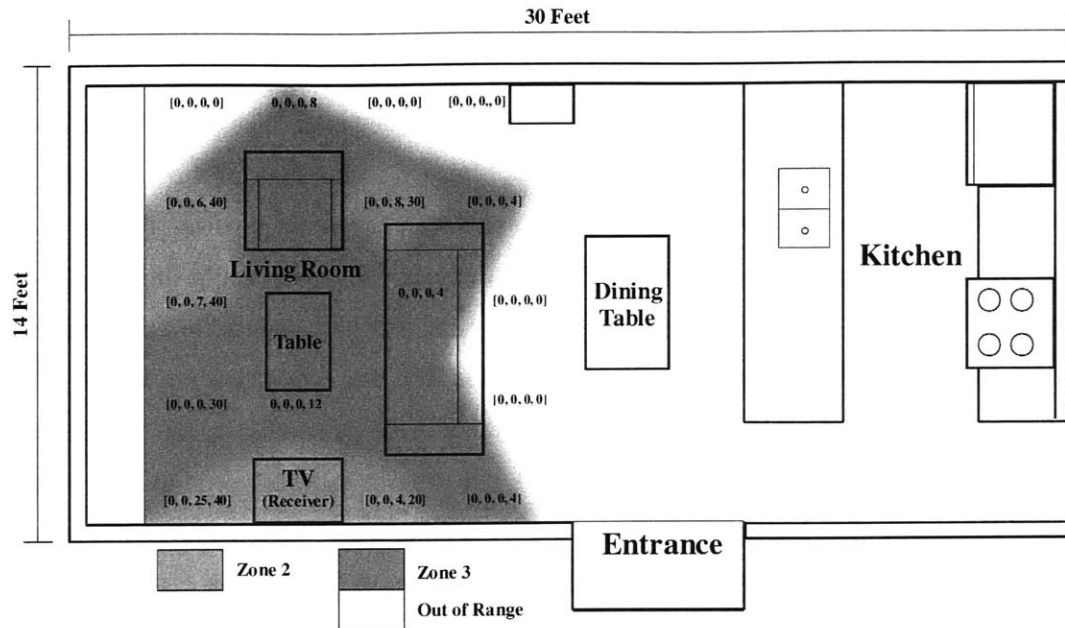 30 Feet
14 Feet
[0, 0, 0, 0] 0, 0, 0, 8 [0, 0, 0, 0] [0, 0, 0,, 0]
[0, 0, 6, 40] [0, 0, 8, 30] [0, 0, 0, 4]
Living Room
Kitchen
[0, 0, 7, 40] 0, 0, 0, 4 [0, 0, 0, 0]
Dining
Table
Table
[0, 0, 0, 30] 0, 0, 0, 12 [0, 0, 0, 0]
TV
(Receiver)
[0, 0, 25, 40] [0, 0, 4, 20] [0, 0, 0, 4]
Entrance
Zone 2
Zone 3
Out of Range